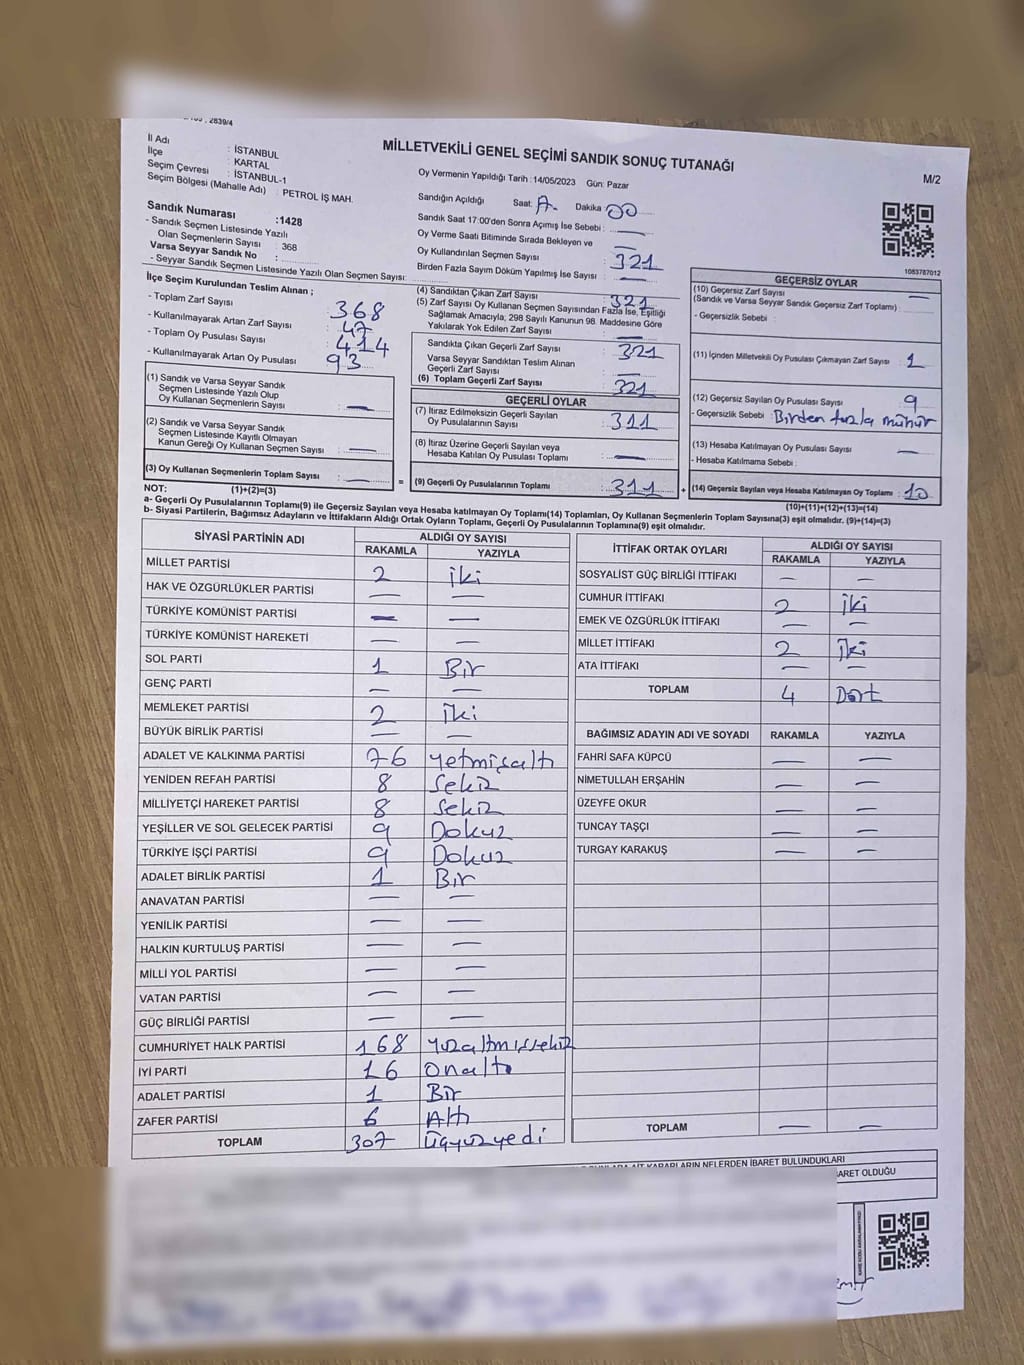 2839/4
İl Adı : İSTANBUL
İlçe : KARTAL
Seçim Çevresi : İSTANBUL-1
Seçim Bölgesi (Mahalle Adı) : PETROL İŞ MAH.
MİLLETVEKİLİ GENEL SEÇİMİ SANDIK SONUÇ TUTANAĞI
M/2
Oy Vermenin Yapıldığı Tarih :14/05/2023 Gün: Pazar
Sandığın Açıldığı Saat: Dakika : 00
Sandık Saat 17:00'den Sonra Açılmış İse Sebebi : —
Oy Verme Saati Bitiminde Sırada Bekleyen ve —
Oy Kullandırılan Seçmen Sayısı : 321
Birden Fazla Sayım Döküm Yapılmış İse Sayısı : —
Sandık Numarası :1428
- Sandık Seçmen Listesinde Yazılı
Olan Seçmenlerin Sayısı : 368
Varsa Seyyar Sandık No :
- Seyyar Sandık Seçmen Listesinde Yazılı Olan Seçmen Sayısı:
İlçe Seçim Kurulundan Teslim Alınan ;
- Toplam Zarf Sayısı 368
- Kullanılmayarak Artan Zarf Sayısı 47
- Toplam Oy Pusulası Sayısı 414
- Kullanılmayarak Artan Oy Pusulası 93
(1) Sandık ve Varsa Seyyar Sandık
Seçmen Listesinde Yazılı Olup
Oy Kullanan Seçmenlerin Sayısı : —
(2) Sandık ve Varsa Seyyar Sandık
Seçmen Listesinde Kayıtlı Olmayan
Kanun Gereği Oy Kullanan Seçmen Sayısı : —
(3) Oy Kullanan Seçmenlerin Toplam Sayısı : —
(1)+(2)=(3)
(4) Sandıktan Çıkan Zarf Sayısı : 321
(5) Zarf Sayısı Oy Kullanan Seçmen Sayısından Fazla İse, Eşitliği
Sağlamak Amacıyla, 298 Sayılı Kanunun 98. Maddesine Göre
Yakılarak Yok Edilen Zarf Sayısı : —
Sandıkta Çıkan Geçerli Zarf Sayısı : 321
Varsa Seyyar Sandıktan Teslim Alınan
Geçerli Zarf Sayısı : —
(6) Toplam Geçerli Zarf Sayısı : 321
GEÇERLİ OYLAR
(7) İtiraz Edilmeksizin Geçerli Sayılan
Oy Pusulalarının Sayısı : 311
(8) İtiraz Üzerine Geçerli Sayılan veya
Hesaba Katılan Oy Pusulası Toplamı : —
= (9) Geçerli Oy Pusulalarının Toplamı : 311 +
1083787012
GEÇERSİZ OYLAR
(10) Geçersiz Zarf Sayısı —
(Sandık ve Varsa Seyyar Sandık Geçersiz Zarf Toplamı) :
- Geçersizlik Sebebi :
(11) İçinden Milletvekili Oy Pusulası Çıkmayan Zarf Sayısı : 1
(12) Geçersiz Sayılan Oy Pusulası Sayısı : 9
- Geçersizlik Sebebi : Birden fazla mühür
(13) Hesaba Katılmayan Oy Pusulası Sayısı : —
- Hesaba Katılmama Sebebi :
(14) Geçersiz Sayılan veya Hesaba Katılmayan Oy Toplamı : 10
(10)+(11)+(12)+(13)=(14)
NOT:
a- Geçerli Oy Pusulalarının Toplamı(9) ile Geçersiz Sayılan veya Hesaba katılmayan Oy Toplamı(14) Toplamları, Oy Kullanan Seçmenlerin Toplam Sayısına(3) eşit olmalıdır. (9)+(14)=(3)
b- Siyasi Partilerin, Bağımsız Adayların ve İttifakların Aldığı Ortak Oyların Toplamı, Geçerli Oy Pusulalarının Toplamına(9) eşit olmalıdır.
SİYASİ PARTİNİN ADI ALDIĞI OY SAYISI
RAKAMLA YAZIYLA
MİLLET PARTİSİ 2 iki
HAK VE ÖZGÜRLÜKLER PARTİSİ — —
TÜRKİYE KOMÜNİST PARTİSİ — —
TÜRKİYE KOMÜNİST HAREKETİ — —
SOL PARTİ 1 Bir
GENÇ PARTİ — —
MEMLEKET PARTİSİ 2 iki
BÜYÜK BİRLİK PARTİSİ — —
ADALET VE KALKINMA PARTİSİ 76 yetmişaltı
YENİDEN REFAH PARTİSİ 8 Sekiz
MİLLİYETÇİ HAREKET PARTİSİ 8 Sekiz
YEŞİLLER VE SOL GELECEK PARTİSİ 9 Dokuz
TÜRKİYE İŞÇİ PARTİSİ 9 Dokuz
ADALET BİRLİK PARTİSİ 1 Bir
ANAVATAN PARTİSİ — —
YENİLİK PARTİSİ — —
HALKIN KURTULUŞ PARTİSİ — —
MİLLİ YOL PARTİSİ — —
VATAN PARTİSİ — —
GÜÇ BİRLİĞİ PARTİSİ — —
CUMHURİYET HALK PARTİSİ 168 yüzaltmışsekiz
İYİ PARTİ 16 onaltı
ADALET PARTİSİ 1 Bir
ZAFER PARTİSİ 6 Altı
TOPLAM 307 üçyüzyedi
İTTİFAK ORTAK OYLARI ALDIĞI OY SAYISI
RAKAMLA YAZIYLA
SOSYALİST GÜÇ BİRLİĞİ İTTİFAKI — —
CUMHUR İTTİFAKI 2 iki
EMEK VE ÖZGÜRLÜK İTTİFAKI — —
MİLLET İTTİFAKI 2 iki
ATA İTTİFAKI — —
TOPLAM 4 Dört
BAĞIMSIZ ADAYIN ADI VE SOYADI RAKAMLA YAZIYLA
FAHRİ SAFA KÜPCÜ — —
NİMETULLAH ERŞAHİN — —
ÜZEYFE OKUR — —
TUNCAY TAŞÇI — —
TURGAY KARAKUŞ — —
TOPLAM — —
AİT KARARLARIN NELERDEN İBARET BULUNDUKLARI
BARET OLDUĞU